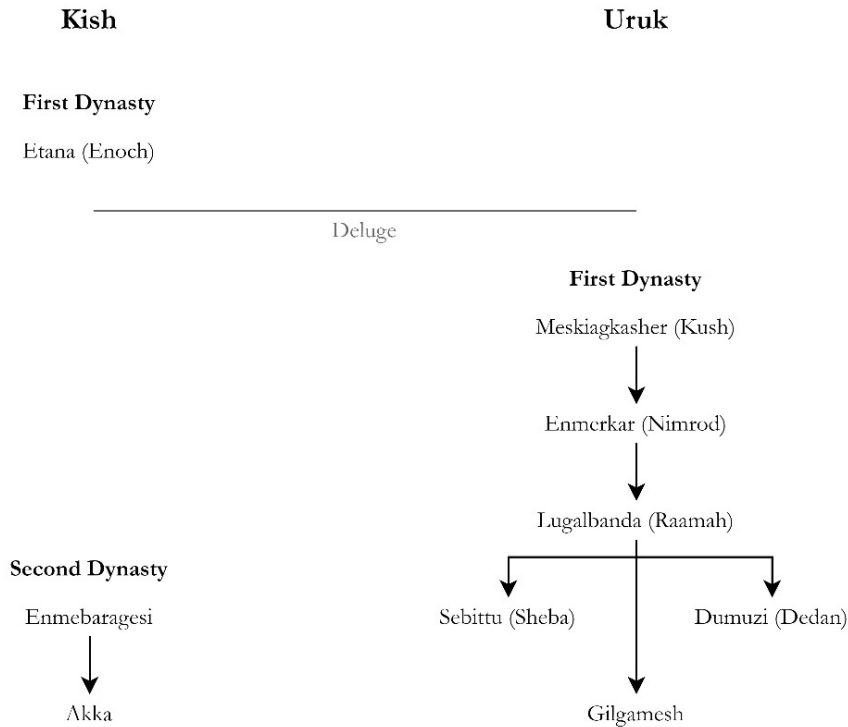 Kish Uruk
First Dynasty
Etana (Enoch)
Deluge
First Dynasty
Meskiagkasher (Kush)
Enmerkar (Nimrod)
Lugalbanda (Raamah)
Second Dynasty
Enmebaragesi Sebittu (Sheba) Dumuzi (Dedan)
Akka Gilgamesh